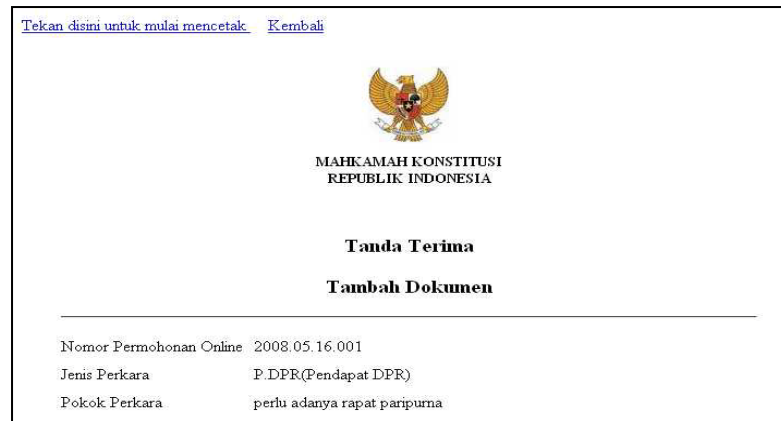 Tekan disini untuk mulai mencetak Kembali
MAHKAMAH KONSTITUSI
REPUBLIK INDONESIA
Tanda Terima
Tambah Dokumen
Nomor Permohonan Online 2008.05.16.001
Jenis Perkara P.DPR(Pendapat DPR)
Pokok Perkara perlu adanya rapat paripurna